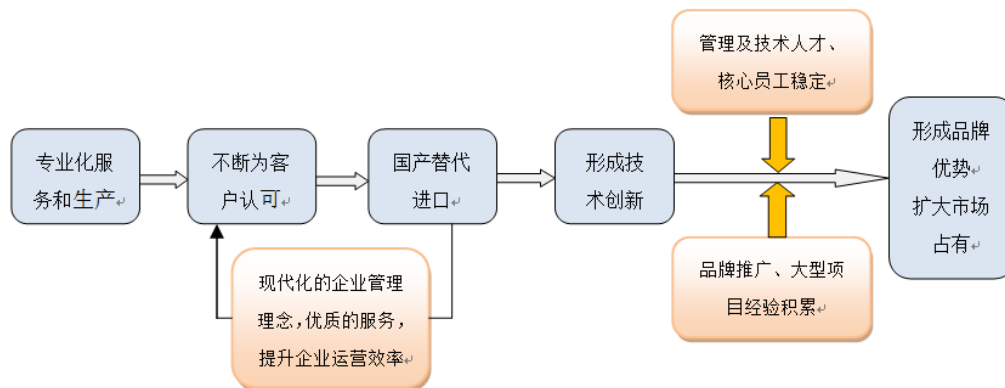 管理及技术人才、
核心员工稳定
专业化服
务和生产
不断为客
户认可
国产替代
进口
形成技
术创新
形成品牌
优势
扩大市场
占有
现代化的企业管理
理念,优质的服务,
提升企业运营效率
品牌推广、大型项
目经验积累